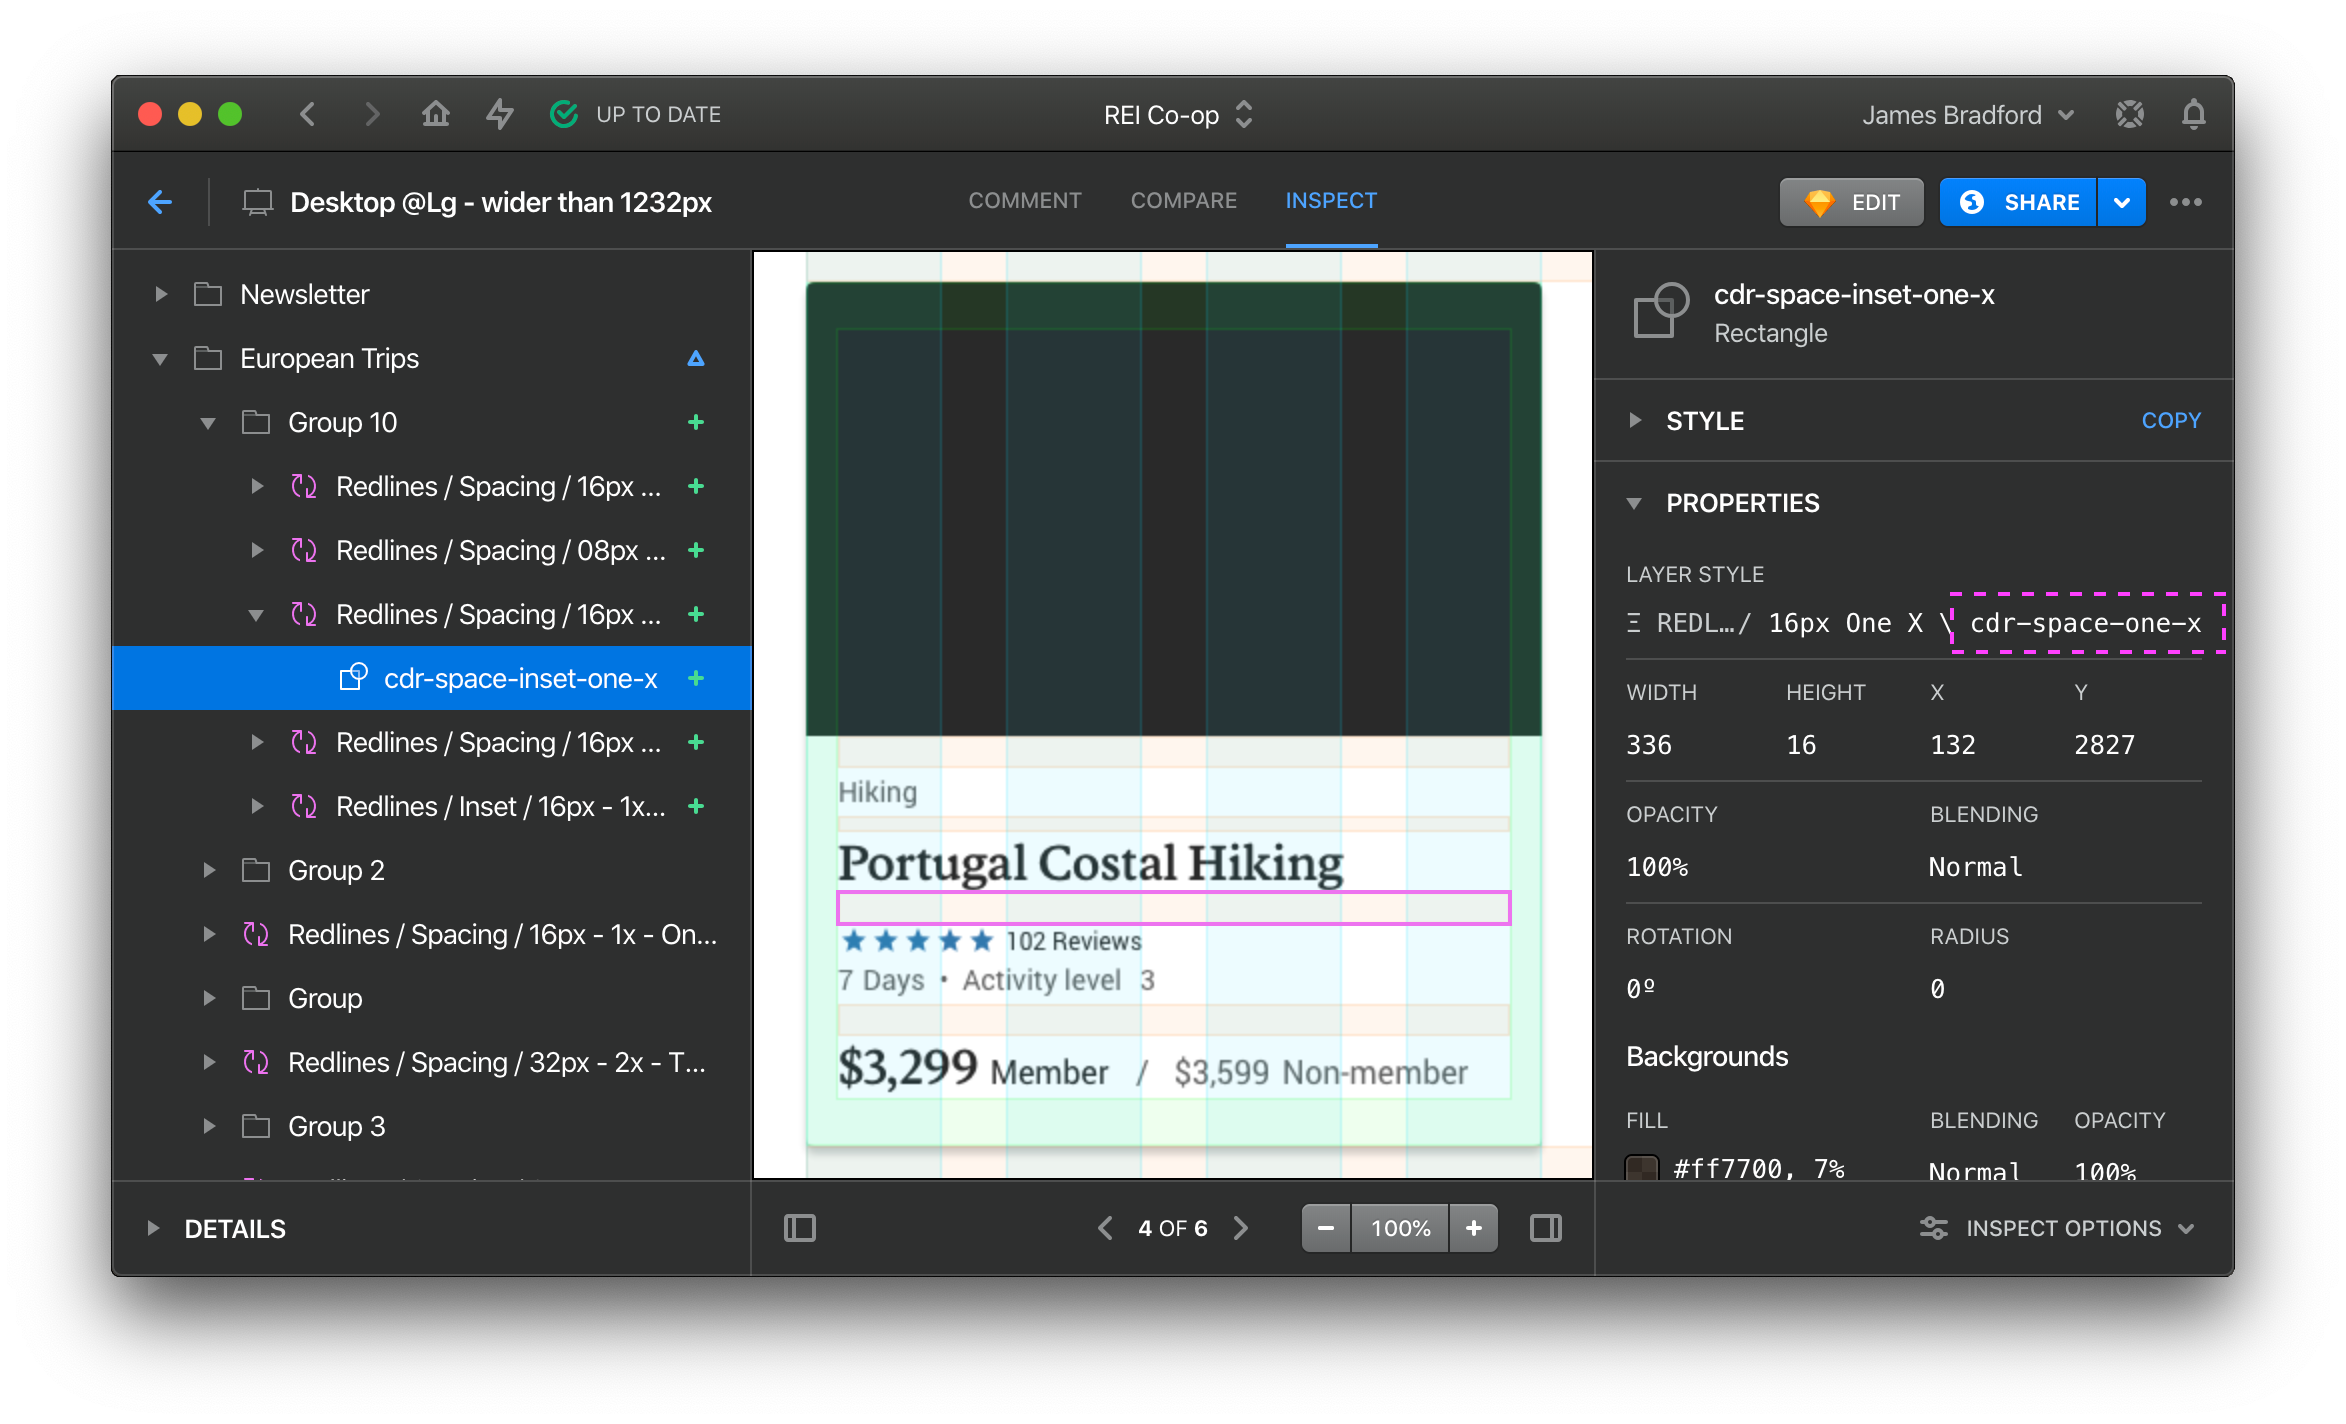 UP TO DATE
REI Co-op
James Bradford
Desktop @Lg - wider than 1232px
COMMENT
COMPARE
INSPECT
EDIT
SHARE
Newsletter
European Trips
Group 10
Redlines / Spacing / 16px ...
Redlines / Spacing / 08px ...
Redlines / Spacing / 16px ...
cdr-space-inset-one-x
Redlines / Spacing / 16px ...
Redlines / Inset / 16px - 1x...
Group 2
Redlines / Spacing / 16px - 1x - On...
Group
Redlines / Spacing / 32px - 2x - T...
Group 3
DETAILS
Hiking
Portugal Costal Hiking
102 Reviews
7 Days • Activity level 3
$3,299 Member / $3,599 Non-member
4 OF 6
100%
cdr-space-inset-one-x
Rectangle
STYLE
COPY
PROPERTIES
LAYER STYLE
Ξ REDL…/ 16px One X \ cdr-space-one-x
WIDTH HEIGHT X Y
336 16 132 2827
OPACITY BLENDING
100% Normal
ROTATION RADIUS
0º 0
Backgrounds
FILL BLENDING OPACITY
#ff7700, 7% Normal 100%
INSPECT OPTIONS